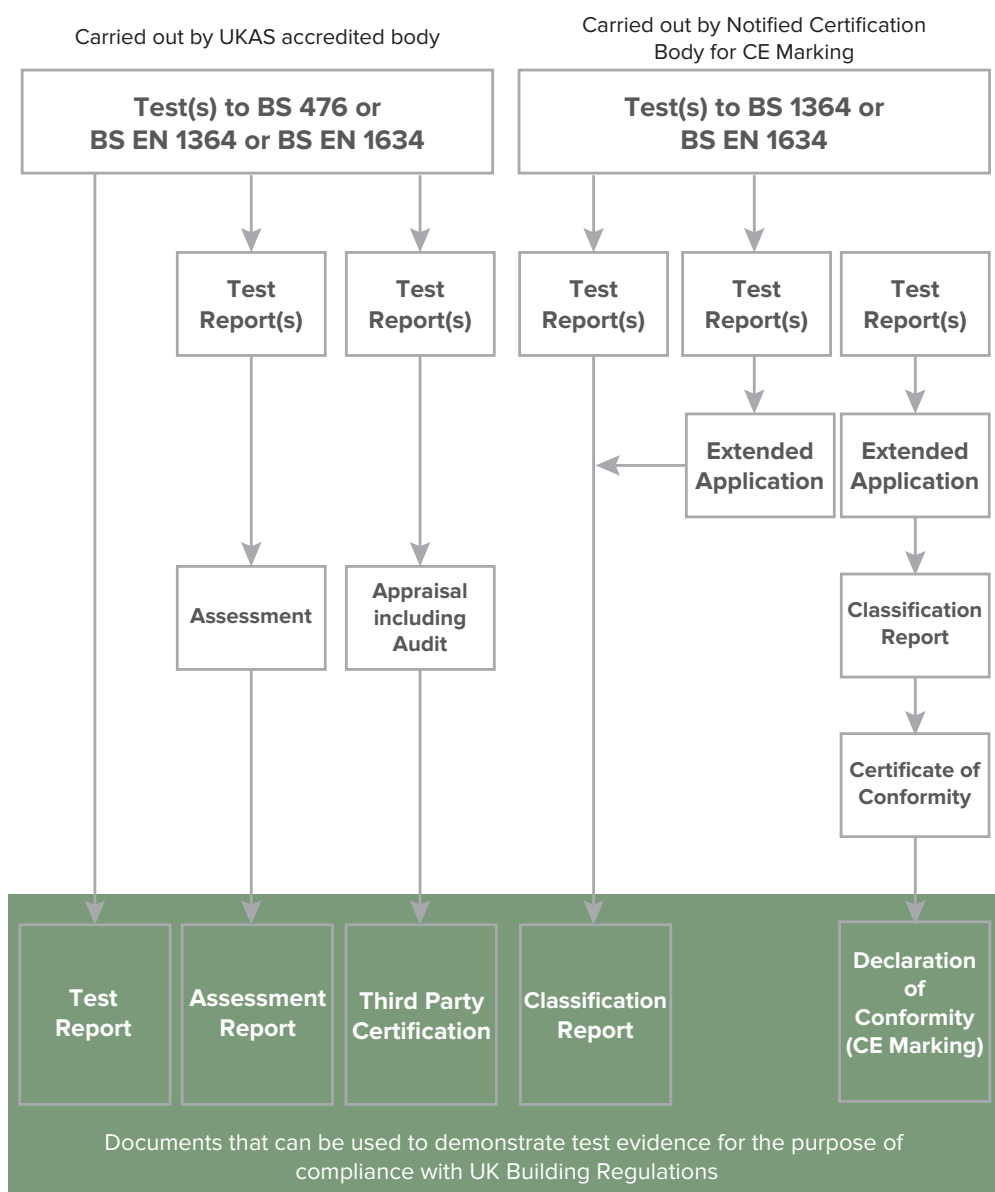 Carried out by UKAS accredited body
Carried out by Notified Certification
Body for CE Marking
Test(s) to BS 476 or
BS EN 1364 or BS EN 1634
Test(s) to BS 1364 or
BS EN 1634
Test
Report(s)
Test
Report(s)
Test
Report(s)
Test
Report(s)
Test
Report(s)
Extended
Application
Extended
Application
Assessment
Appraisal
including
Audit
Classification
Report
Certificate of
Conformity
Test
Report
Assessment
Report
Third Party
Certification
Classification
Report
Declaration
of
Conformity
(CE Marking)
Documents that can be used to demonstrate test evidence for the purpose of
compliance with UK Building Regulations